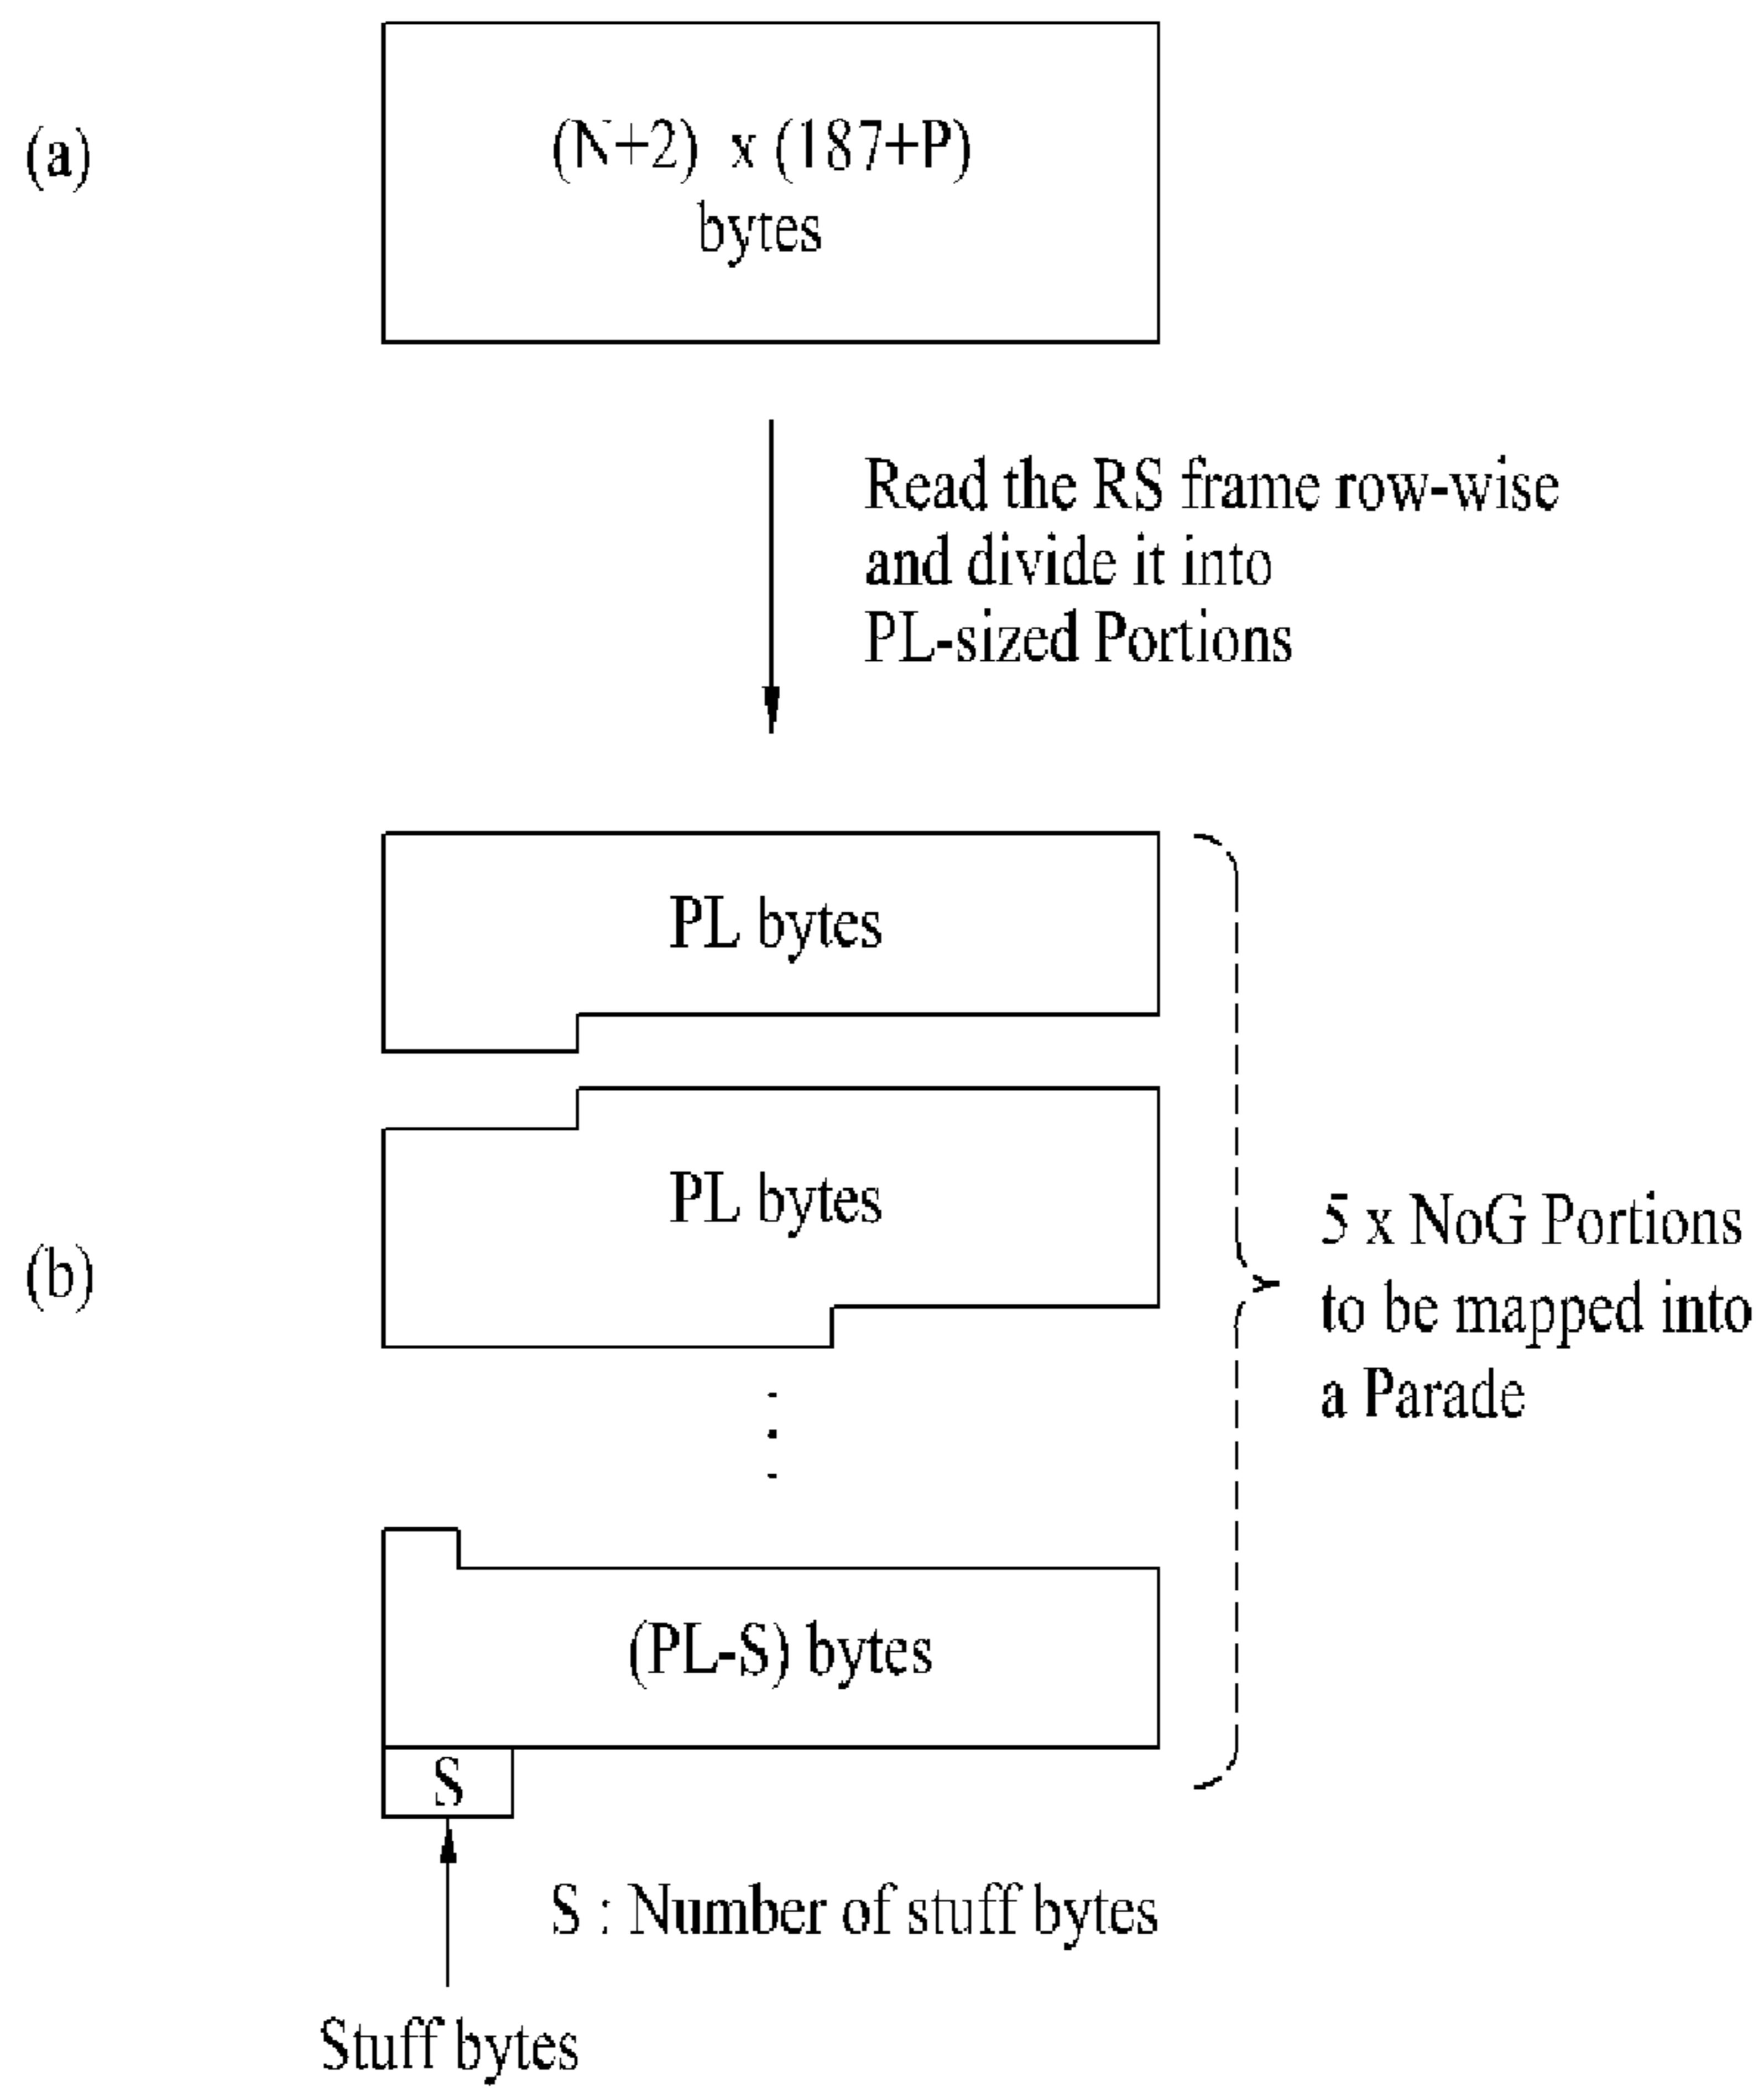 (a)
(N+2) x (187+P)
bytes
Read the RS frame row-wise
and divide it into
PL-sized Portions
(b)
PL bytes
PL bytes
5 x NoG Portions
to be mapped into
a Parade
(PL-S) bytes
S
S : Number of stuff bytes
Stuff bytes